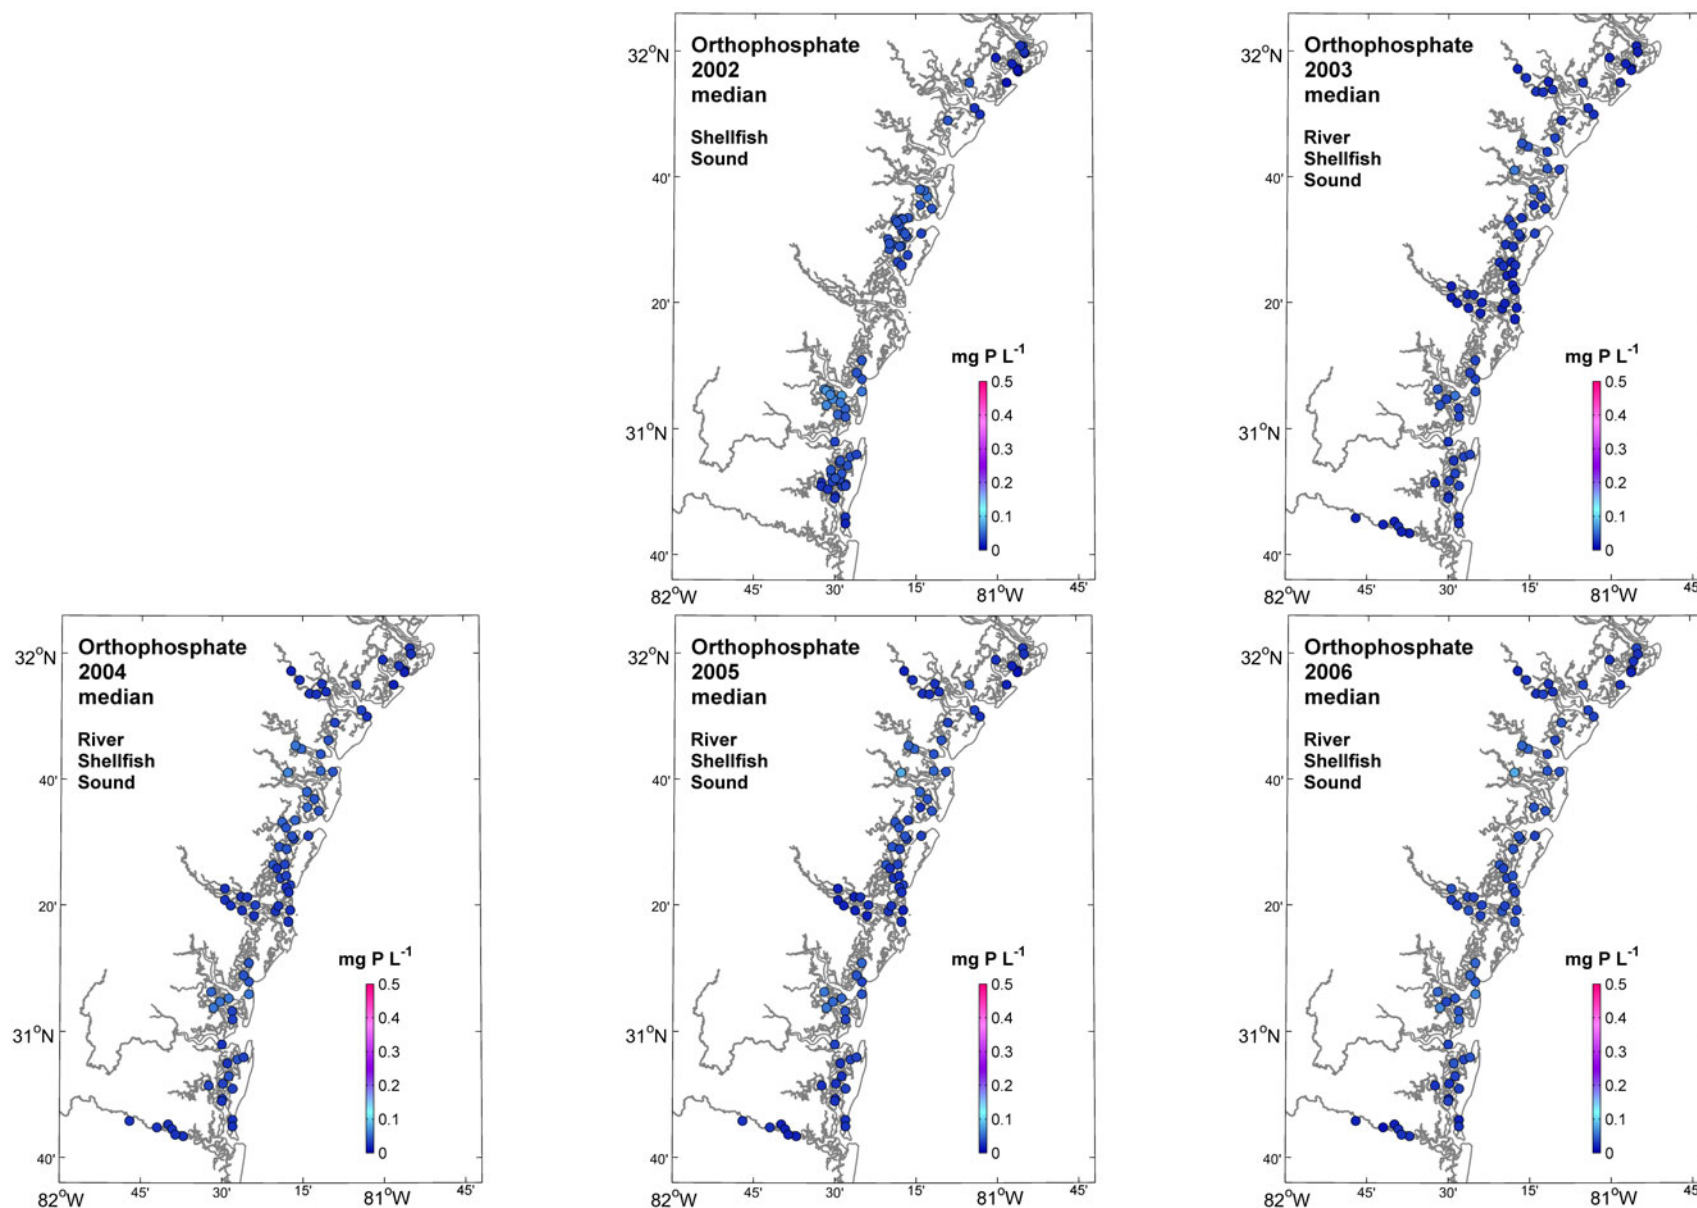 Orthophosphate
2002
median
Shellfish
Sound
32°N
40'
20'
31°N
40'
82°W
45'
30'
15'
81°W
45'
mg P L-1
0.5
0.4
0.3
0.2
0.1
0
Orthophosphate
2003
median
River
Shellfish
Sound
32°N
40'
20'
31°N
40'
82°W
45'
30'
15'
81°W
45'
mg P L-1
0.5
0.4
0.3
0.2
0.1
0
Orthophosphate
2004
median
River
Shellfish
Sound
32°N
40'
20'
31°N
40'
82°W
45'
30'
15'
81°W
45'
mg P L-1
0.5
0.4
0.3
0.2
0.1
0
Orthophosphate
2005
median
River
Shellfish
Sound
32°N
40'
20'
31°N
40'
82°W
45'
30'
15'
81°W
45'
mg P L-1
0.5
0.4
0.3
0.2
0.1
0
Orthophosphate
2006
median
River
Shellfish
Sound
32°N
40'
20'
31°N
40'
82°W
45'
30'
15'
81°W
45'
mg P L-1
0.5
0.4
0.3
0.2
0.1
0